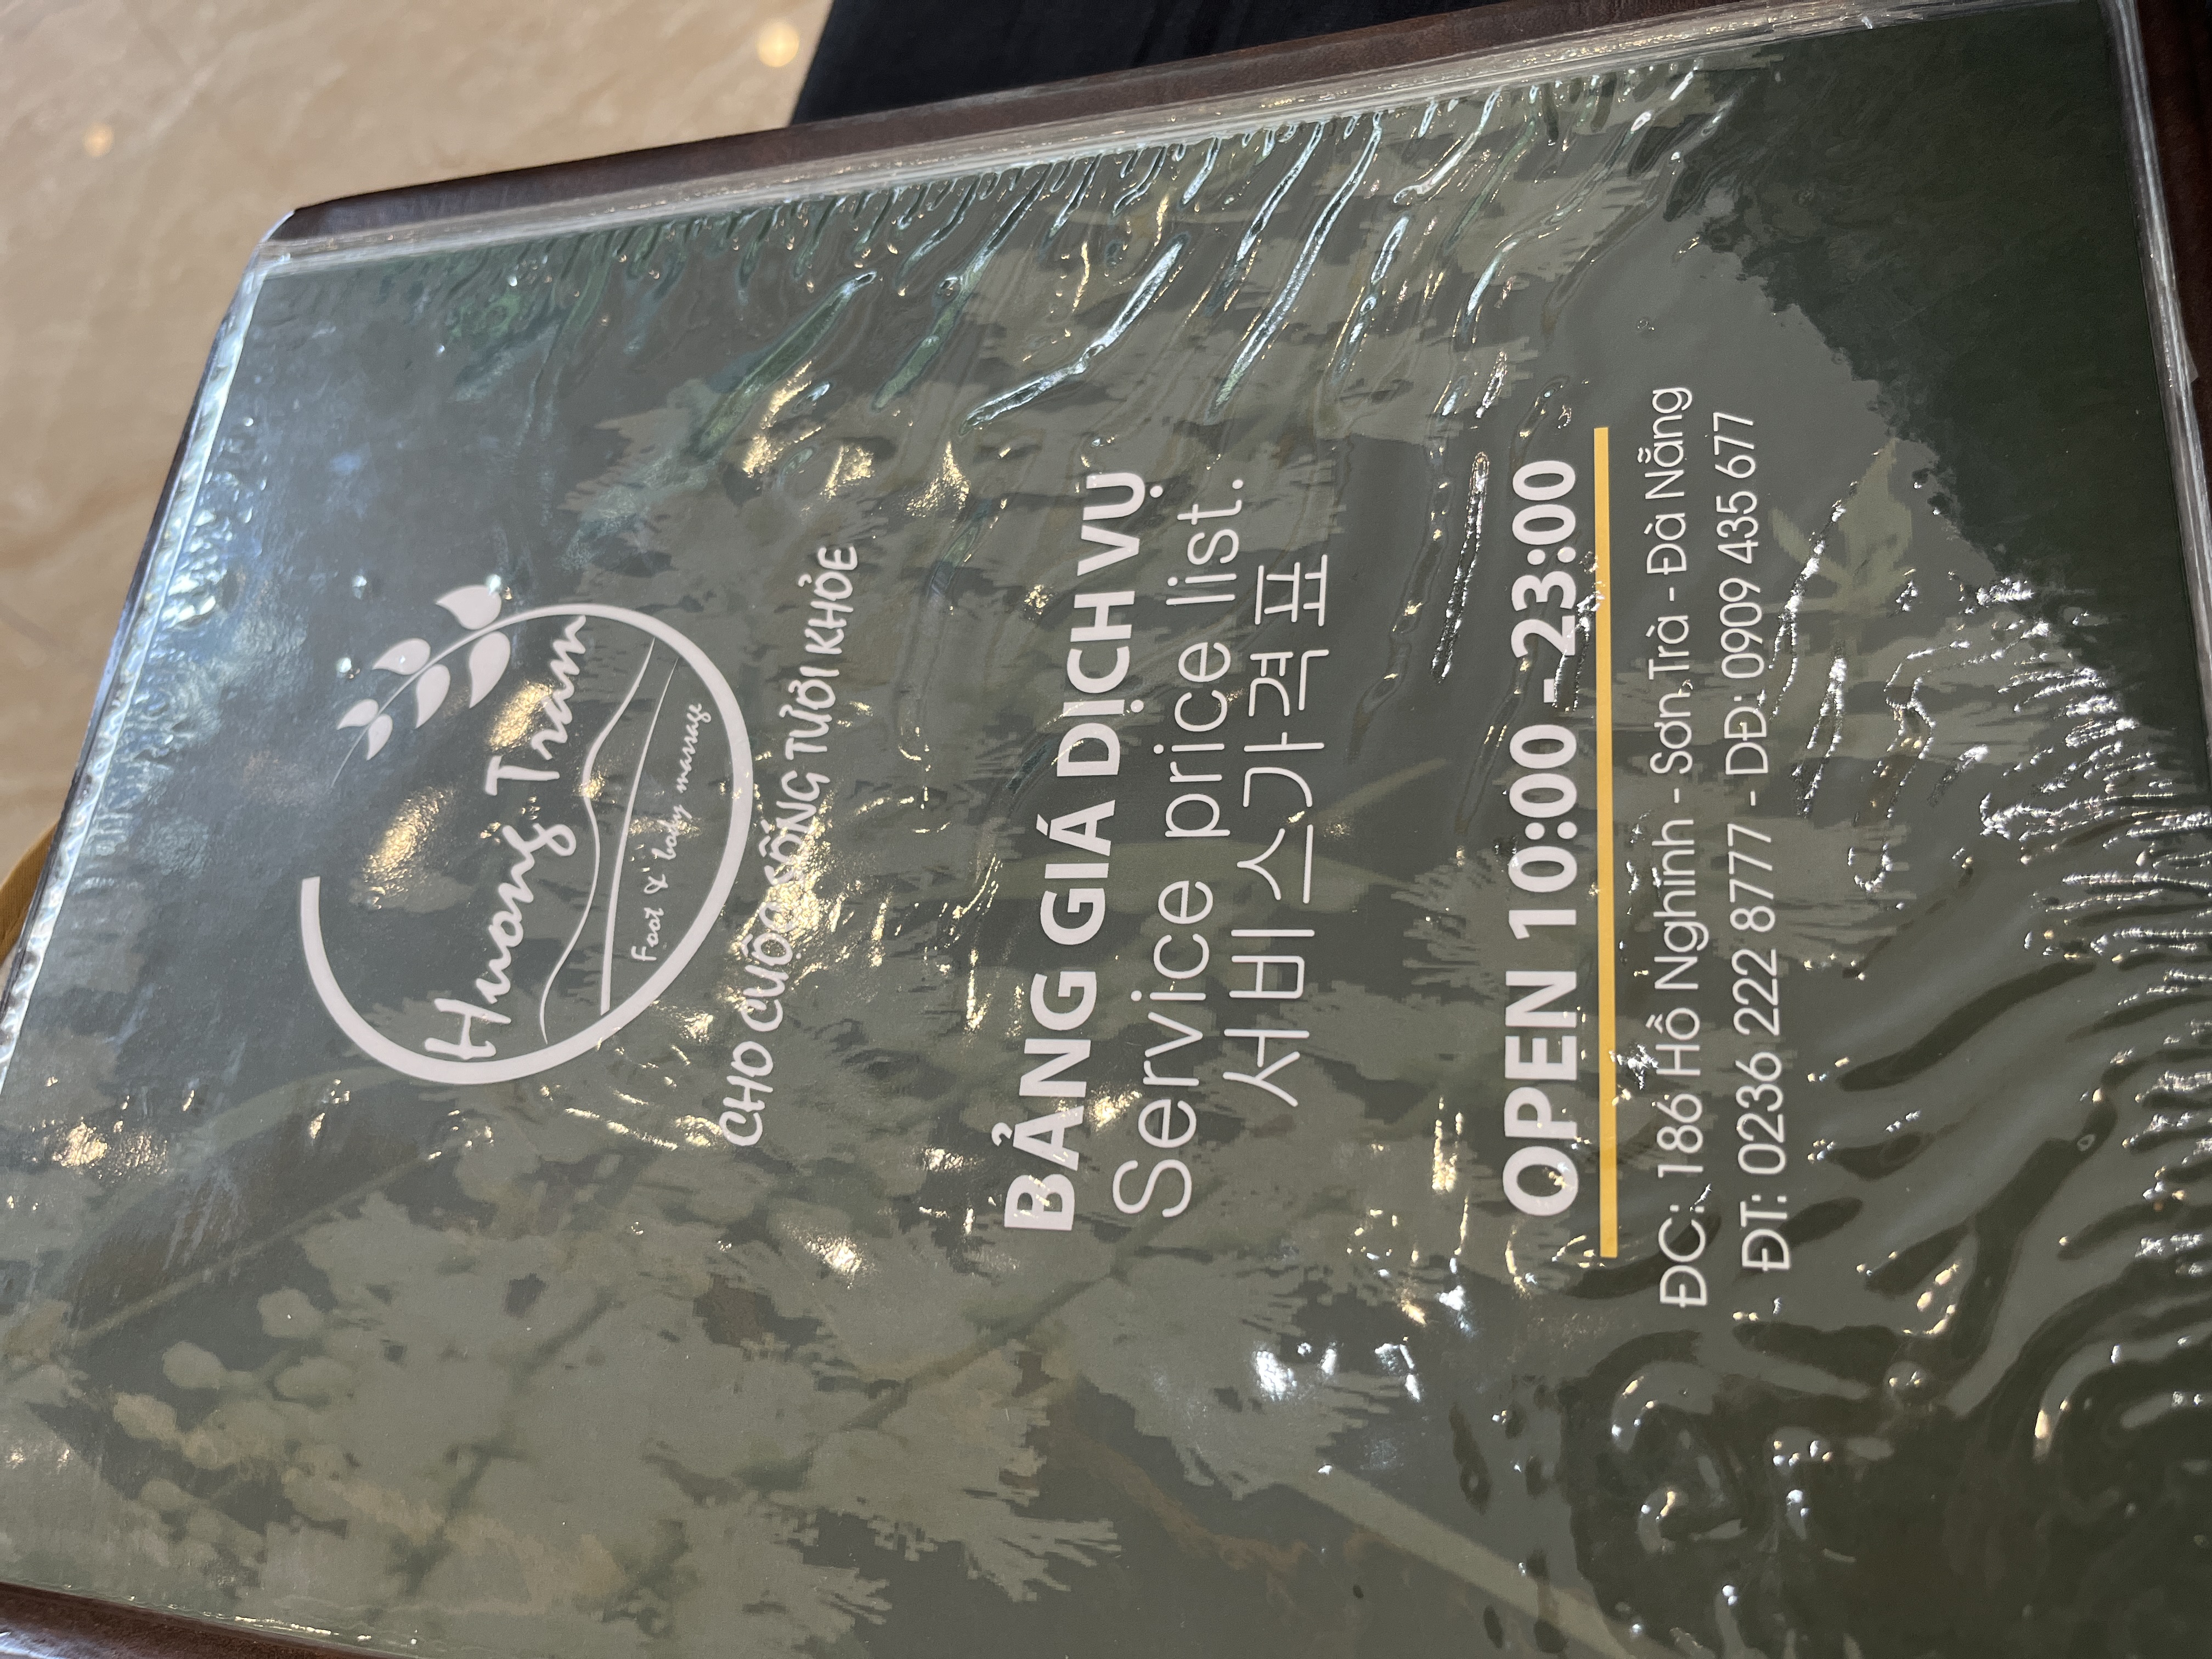 Huong Tram
Foot & body massage
CHO CUỘC SỐNG TƯƠI KHỎE
BẢNG GIÁ DỊCH VỤ
Service price list.
서비스가격표
OPEN 10:00 - 23:00
ĐC: 186 Hồ Nghinh - Sơn Trà - Đà Nẵng
ĐT: 0236 222 8777 - DĐ: 0909 435 677